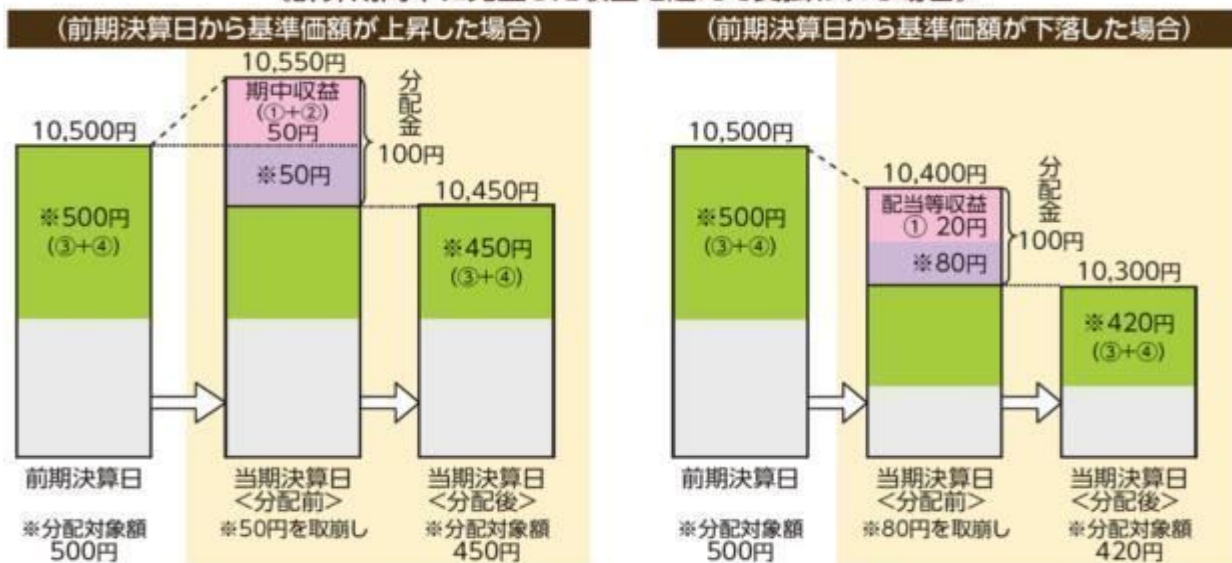 (前期決算日から基準価額が上昇した場合)
10,550円
期中収益
(①+②)
50円
※50円
分配金
100円
10,500円
※500円
(③+④)
10,450円
※450円
(③+④)
前期決算日
※分配対象額
500円
当期決算日
<分配前>
※50円を取崩し
当期決算日
<分配後>
※分配対象額
450円
(前期決算日から基準価額が下落した場合)
10,500円
※500円
(③+④)
10,400円
配当等収益
① 20円
※80円
分配金
100円
10,300円
※420円
(③+④)
前期決算日
※分配対象額
500円
当期決算日
<分配前>
※80円を取崩し
当期決算日
<分配後>
※分配対象額
420円